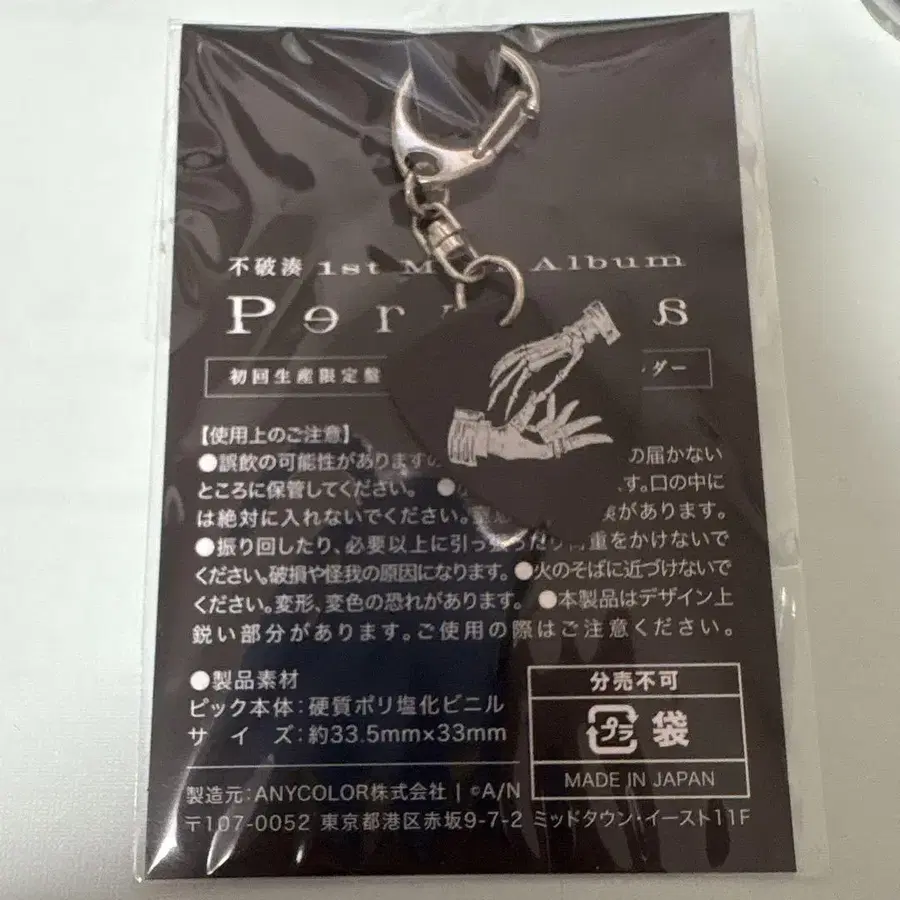 不破湊 1st M Album
Pər
初回生産限定盤 ダー
【使用上のご注意】
●誤飲の可能性がありますの の届かない
ところに保管してください。 ● す。口の中に
は絶対に入れないでください。窒息 険があります。
●振り回したり、必要以上に引っ張ったり荷重をかけないで
ください。破損や怪我の原因になります。●火のそばに近づけないで
ください。変形、変色の恐れがあります。 ●本製品はデザイン上
鋭い部分があります。ご使用の際はご注意ください。
●製品素材
ピック本体:硬質ポリ塩化ビニル
サイズ:約33.5mm×33mm
分売不可
プラ 袋
MADE IN JAPAN
製造元:ANYCOLOR株式会社 | ©A/N
〒107-0052 東京都港区赤坂9-7-2 ミッドタウン・イースト11F